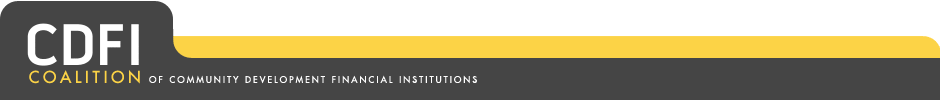 CDFI
COALITION OF COMMUNITY DEVELOPMENT FINANCIAL INSTITUTIONS